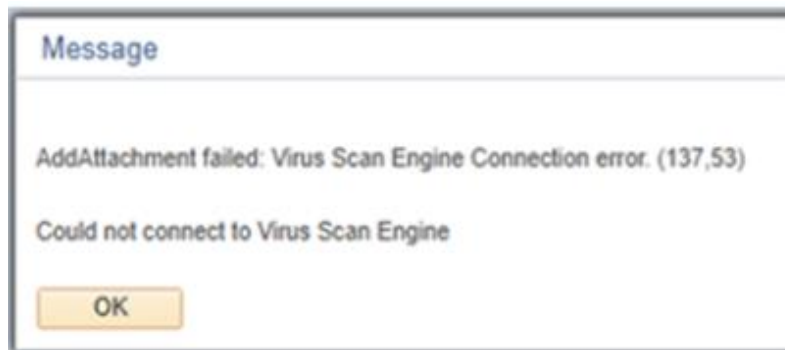 Message
AddAttachment failed: Virus Scan Engine Connection error. (137,53)
Could not connect to Virus Scan Engine
OK